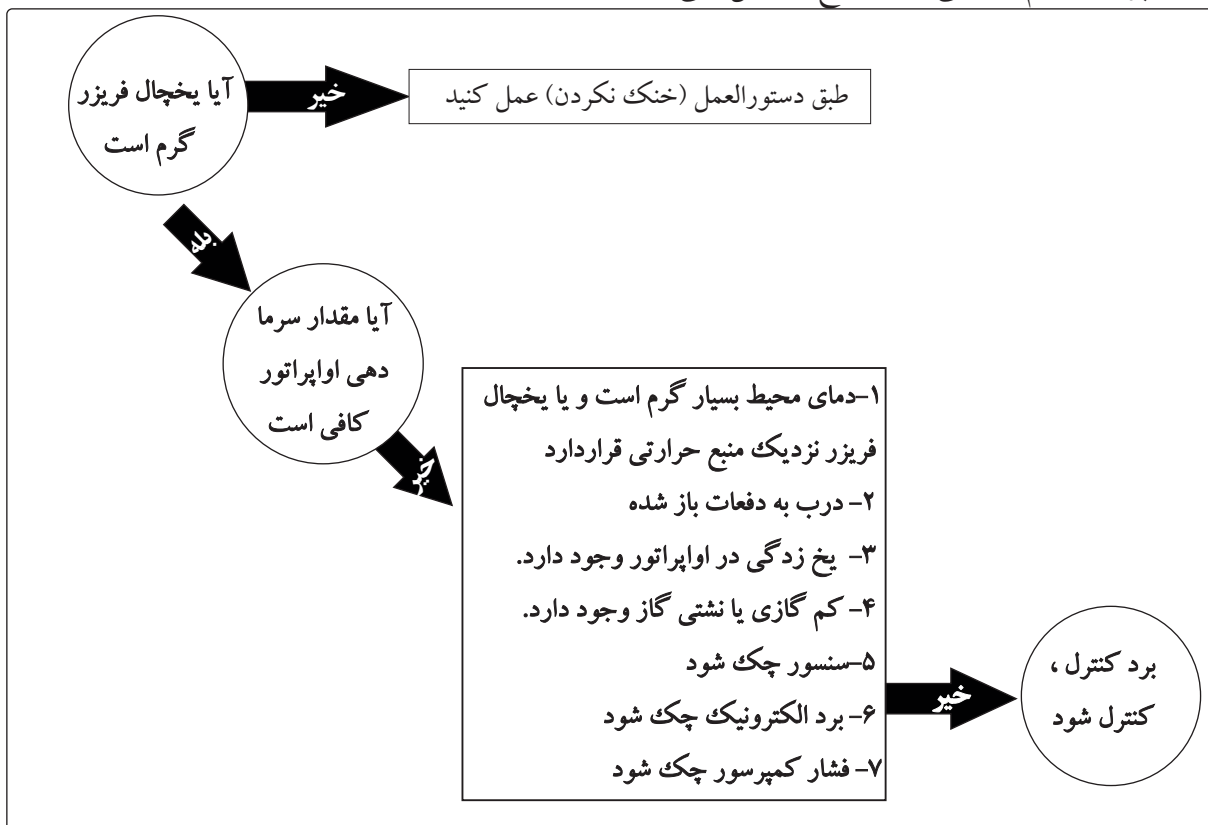 آیا یخچال فریزر
گرم است
خیر
طبق دستورالعمل (خنک نکردن) عمل کنید
بله
آیا مقدار سرما
دهی اواپراتور
کافی است
خیر
۱-دمای محیط بسیار گرم است و یا یخچال
فریزر نزدیک منبع حرارتی قراردارد
۲- درب به دفعات باز شده
۳- یخ زدگی در اواپراتور وجود دارد.
۴- کم گازی یا نشتی گاز وجود دارد.
۵-سنسور چک شود
۶- برد الکترونیک چک شود
۷- فشار کمپرسور چک شود
خیر
برد کنترل ،
کنترل شود